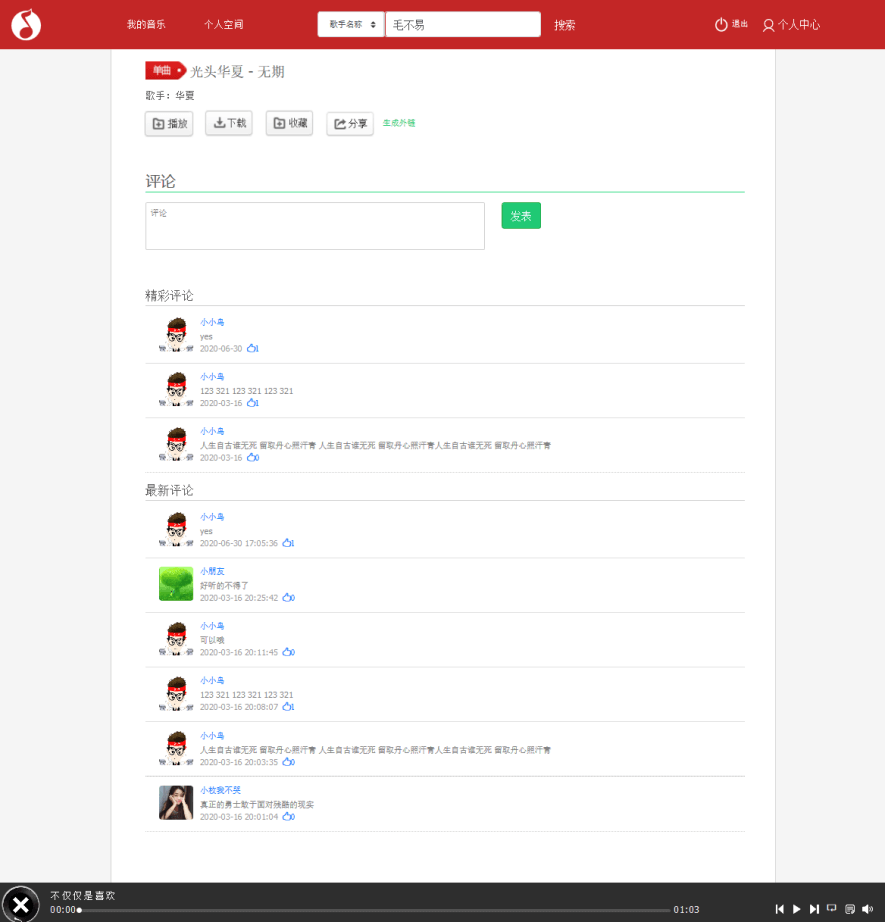 我的音乐 个人空间 歌手名称 毛不易 搜索 退出 个人中心
单曲 光头华夏 - 无期
歌手：华夏
播放 下载 收藏 分享 生成外链
评论
评论 发表
精彩评论
小小鸟
yes
2020-06-30 1
小小鸟
123 321 123 321 123 321
2020-03-16 1
小小鸟
人生自古谁无死 留取丹心照汗青 人生自古谁无死 留取丹心照汗青人生自古谁无死 留取丹心照汗青
2020-03-16 0
最新评论
小小鸟
yes
2020-06-30 17:05:36 1
小朋友
好听的不得了
2020-03-16 20:25:42 0
小小鸟
可以哦
2020-03-16 20:11:45 0
小小鸟
123 321 123 321 123 321
2020-03-16 20:08:07 1
小小鸟
人生自古谁无死 留取丹心照汗青 人生自古谁无死 留取丹心照汗青人生自古谁无死 留取丹心照汗青
2020-03-16 20:03:35 0
小枚我不哭
真正的勇士敢于面对残酷的现实
2020-03-16 20:01:04 0
不仅仅是喜欢
00:00 01:03